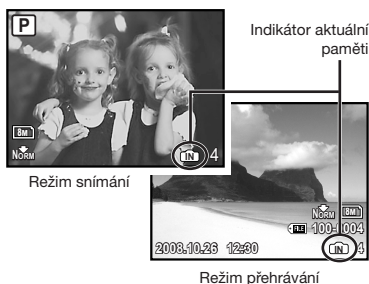 P
Indikátor aktuální
paměti
8M
NORM
IN 4
Režim snímání
NORM 8M
FILE 100-0004
2008.10.26 12:30 IN 4
Režim přehrávání